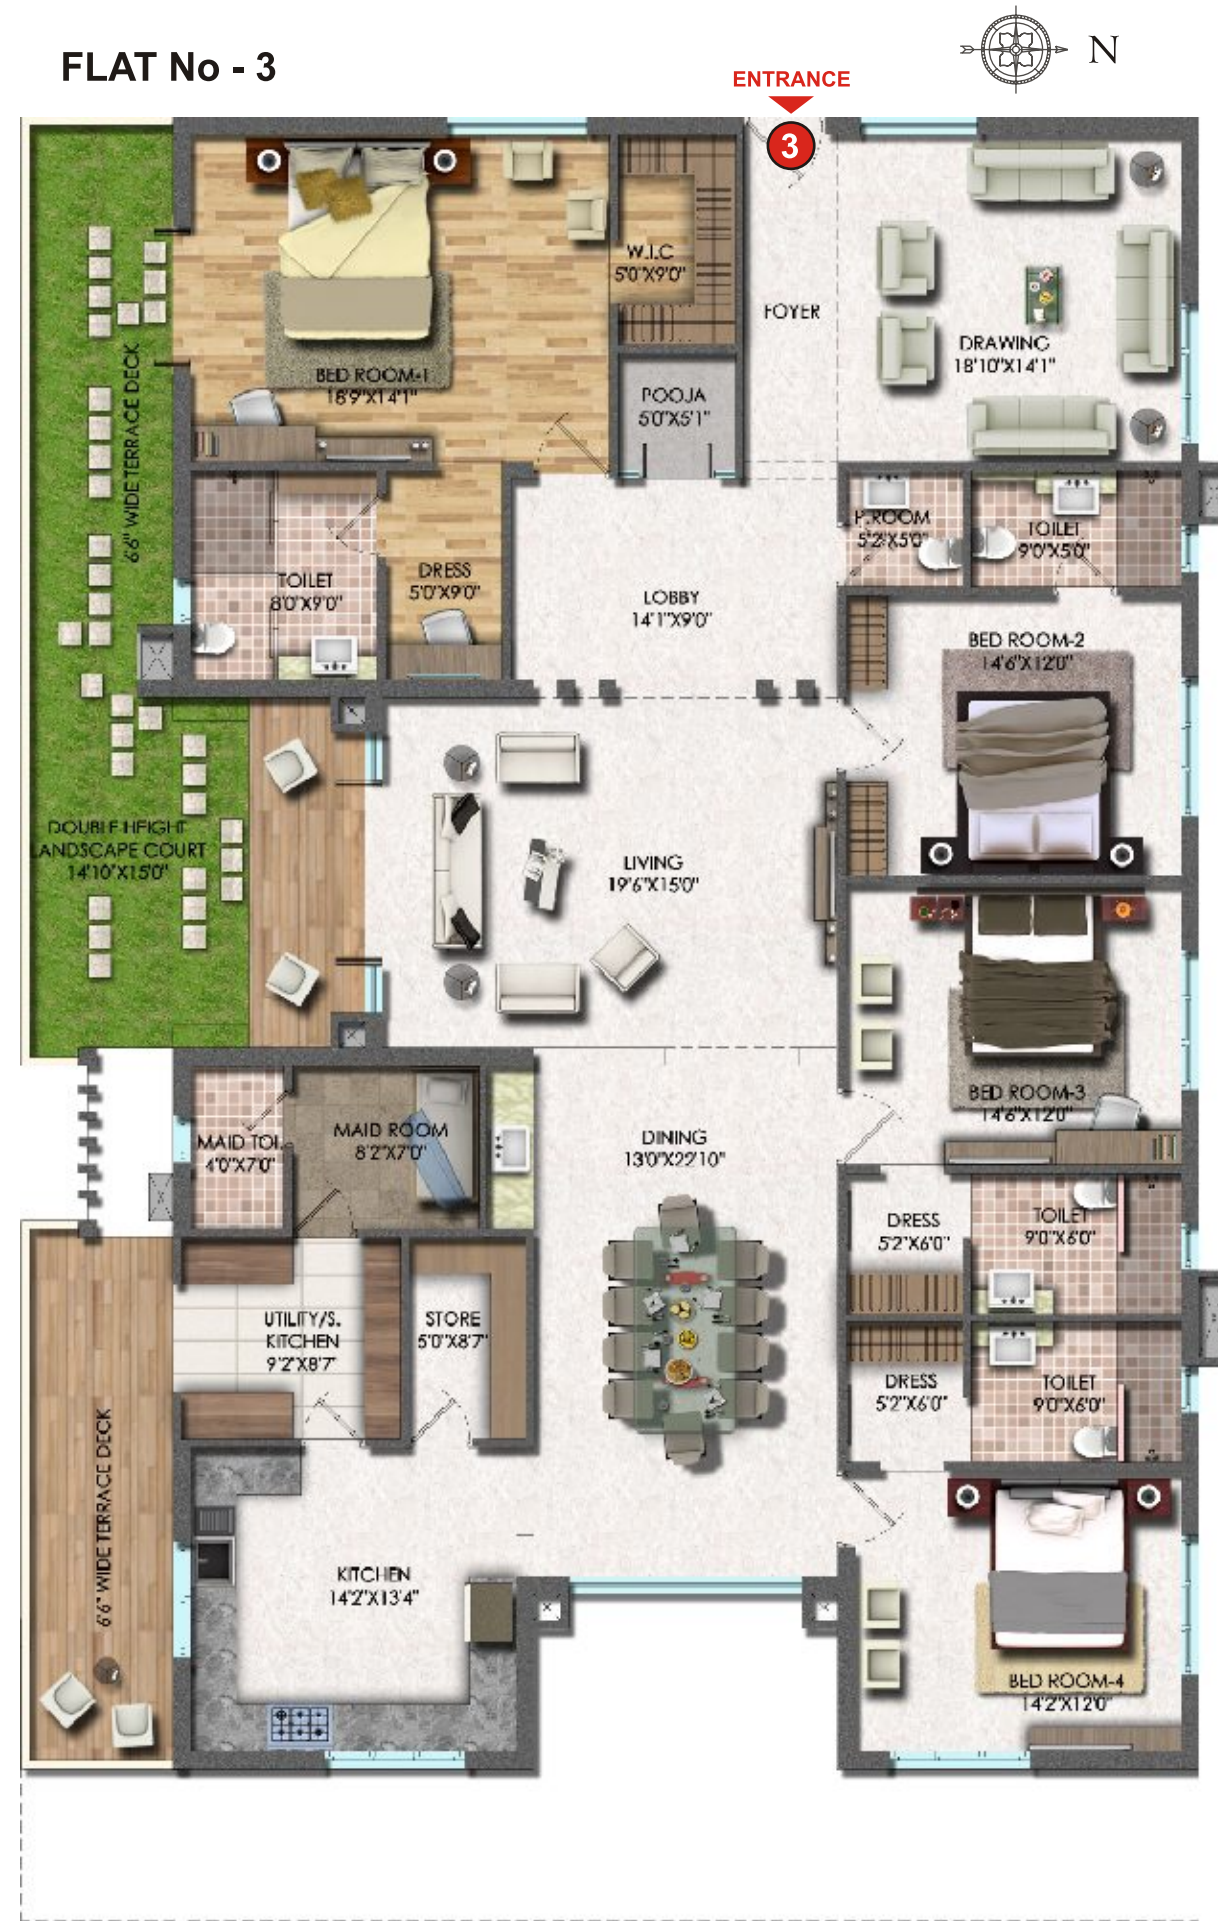 FLAT No - 3
N
ENTRANCE
3
W.I.C
5'0"X9'0"
FOYER
DRAWING
18'10"X14'1"
BED ROOM-1
18'9"X14'1"
POOJA
5'0"X5'1"
6'6" WIDE TERRACE DECK
P.ROOM
5'2"X5'0"
TOILET
9'0"X5'0"
TOILET
8'0"X9'0"
DRESS
5'0"X9'0"
LOBBY
14'1"X9'0"
BED ROOM-2
14'6"X12'0"
DOUBLE HEIGHT
LANDSCAPE COURT
14'10"X15'0"
LIVING
19'6"X15'0"
BED ROOM-3
14'6"X12'0"
MAID TOI.
4'0"X7'0"
MAID ROOM
8'2"X7'0"
DINING
13'0"X22'10"
DRESS
5'2"X6'0"
TOILET
9'0"X6'0"
UTILITY/S.
KITCHEN
9'2"X8'7"
STORE
5'0"X8'7"
DRESS
5'2"X6'0"
TOILET
9'0"X6'0"
6'6" WIDE TERRACE DECK
KITCHEN
14'2"X13'4"
BED ROOM-4
14'2"X12'0"